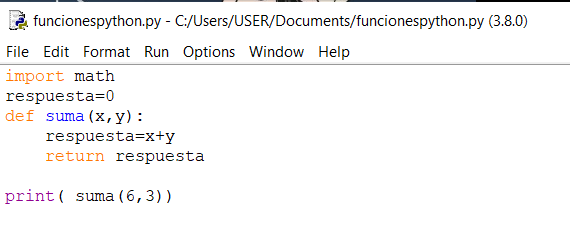 funcionespython.py - C:/Users/USER/Documents/funcionespython.py (3.8.0)
File Edit Format Run Options Window Help
import math
respuesta=0
def suma(x,y):
    respuesta=x+y
    return respuesta

print( suma(6,3))